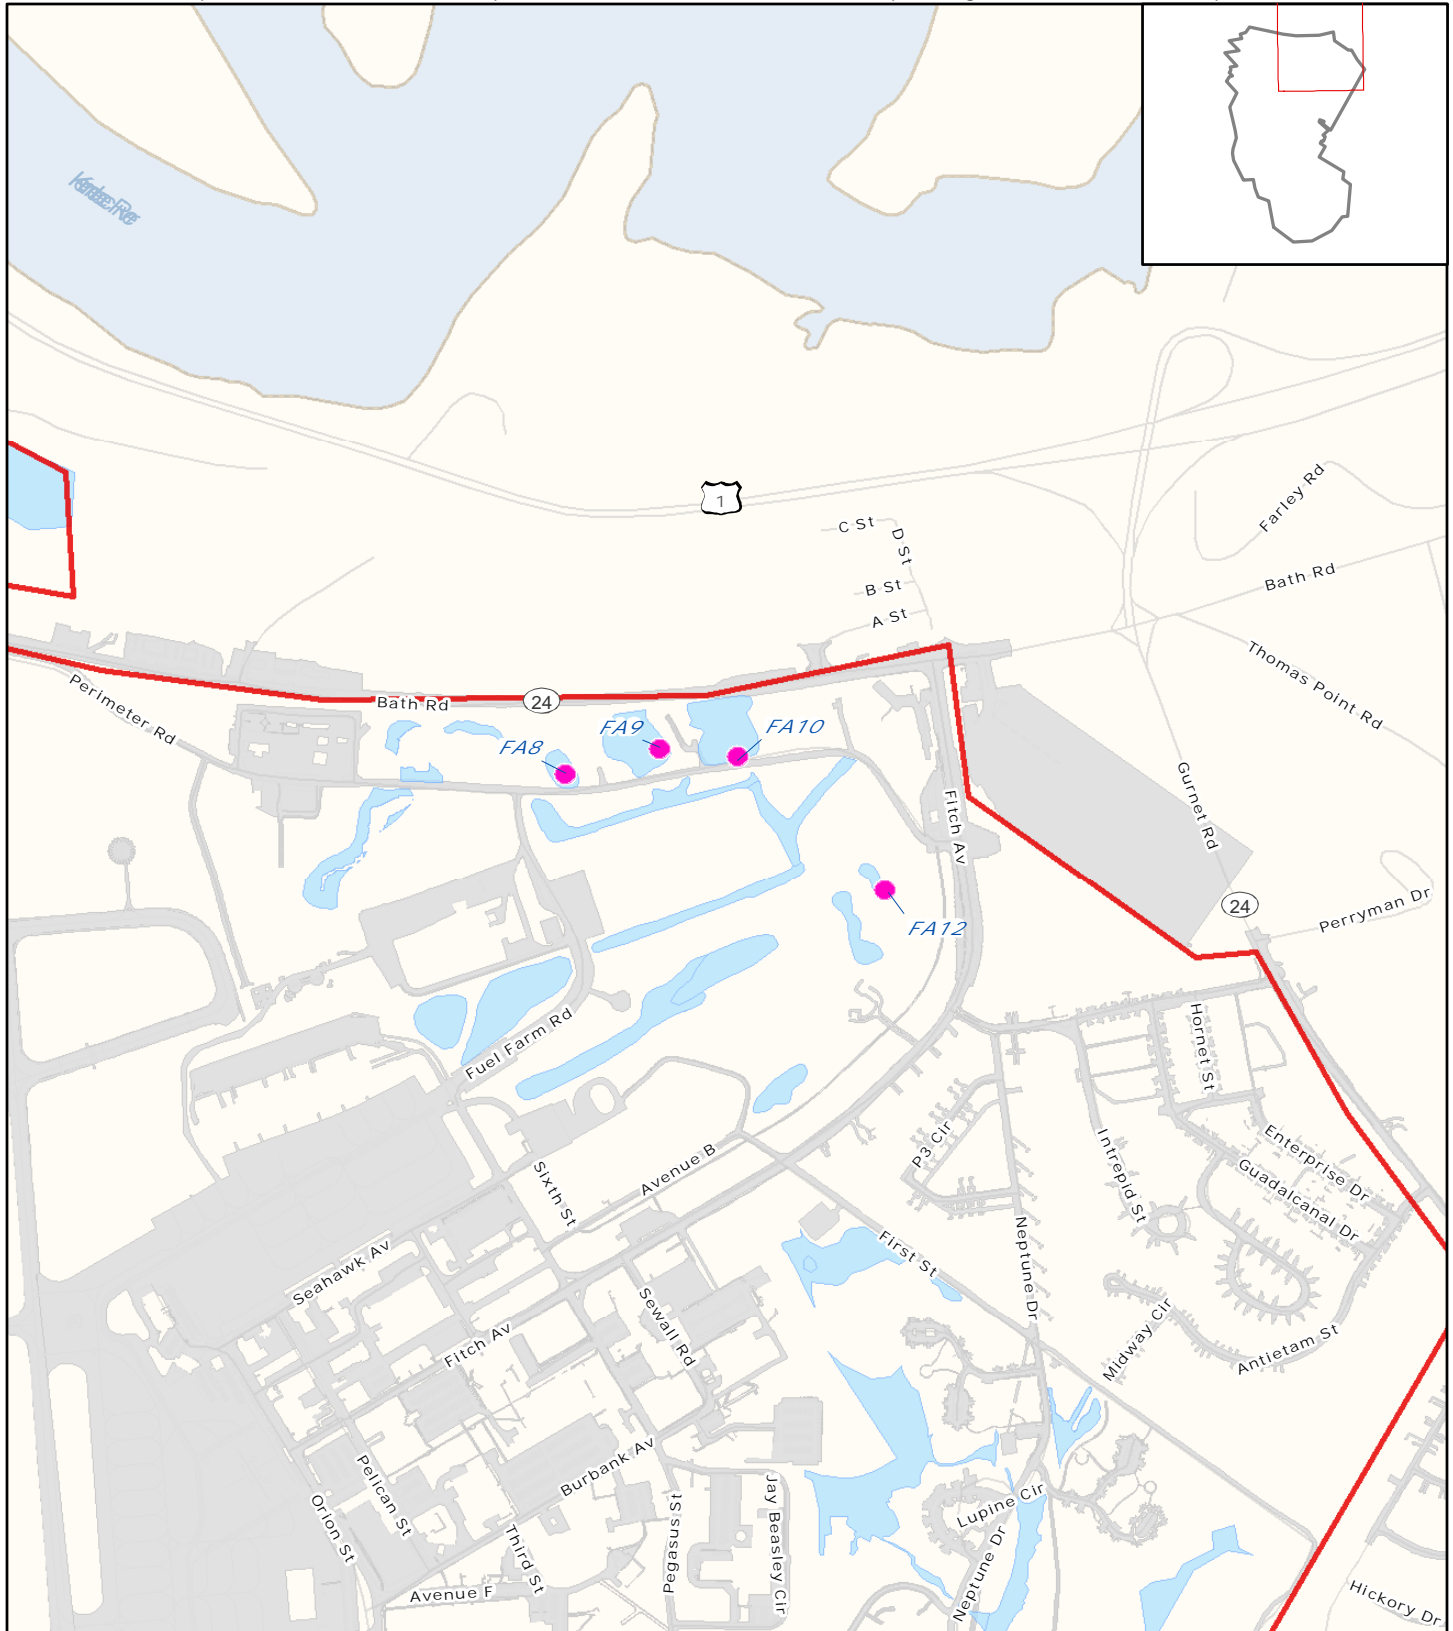 1
C St
D St
Farley Rd
B St
Bath Rd
A St
Thomas Point Rd
Perimeter Rd
Bath Rd
24
FA8
FA9
FA10
Gurnet Rd
Fitch Av
24
Perryman Dr
FA12
Fuel Farm Rd
Hornet St
P3 Cir
Intrepid St
Enterprise Dr
Guadalcanal Dr
Avenue B
Sixth St
Neptune Dr
First St
Seahawk Av
Sewall Rd
Fitch Av
Midway Cir
Antietam St
Burbank Av
Pelican St
Orion St
Third St
Pegasus St
Jay Beasley Cir
Lupine Cir
Neptune Dr
Avenue F
Hickory Dr